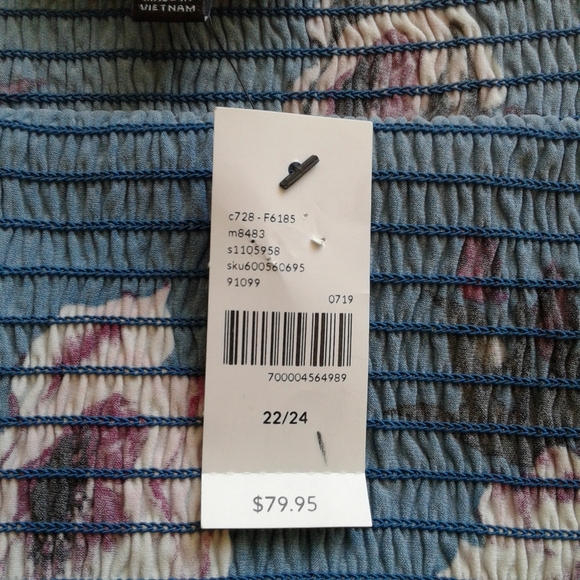 VIETNAM
c728 - F6185
m8483
s1105958
sku600560695
91099
0719
700004564989
22/24
$79.95